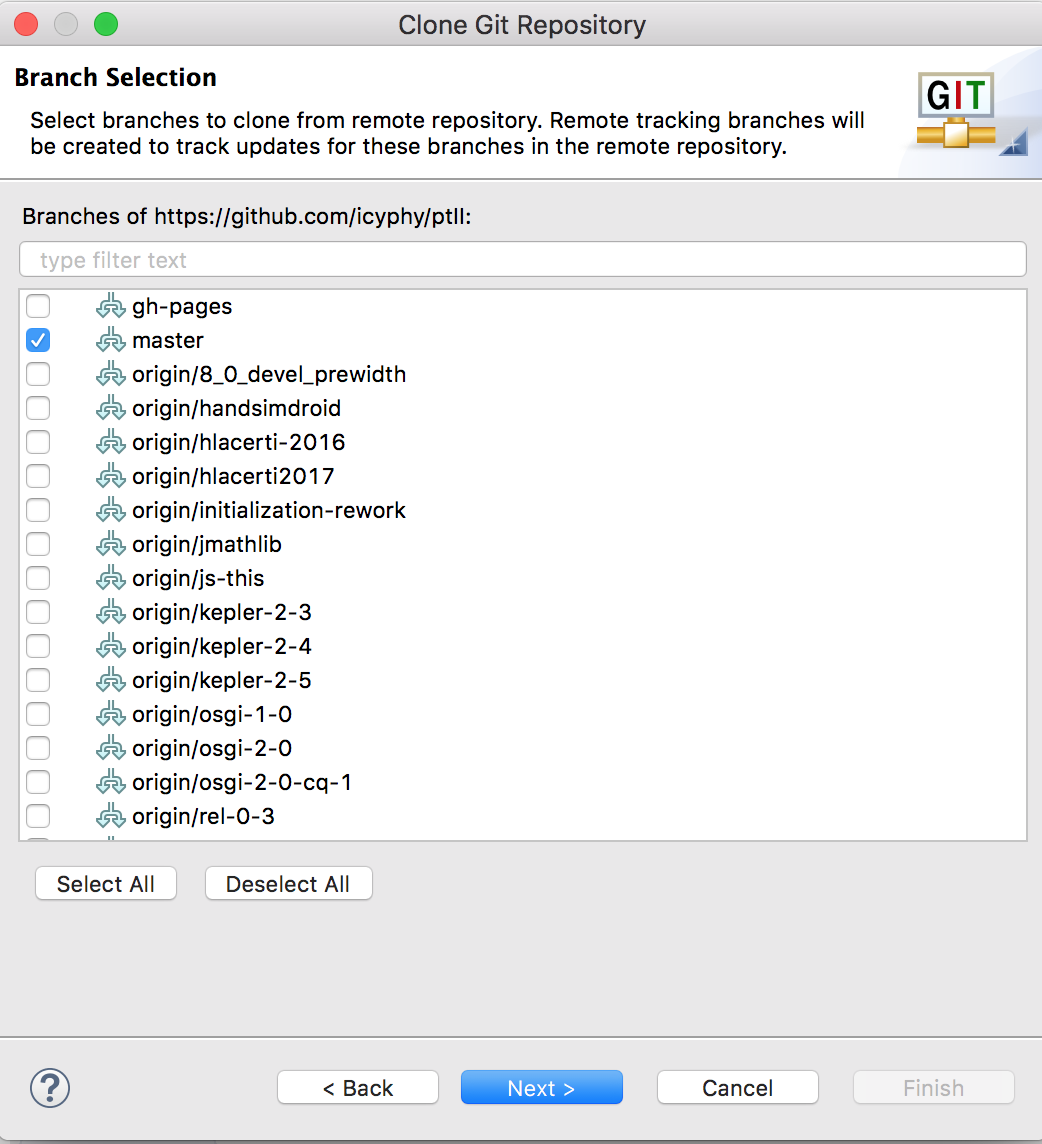 Clone Git Repository
Branch Selection
GIT
Select branches to clone from remote repository. Remote tracking branches will
be created to track updates for these branches in the remote repository.
Branches of https://github.com/icyphy/ptII:
type filter text
gh-pages
master
origin/8_0_devel_prewidth
origin/handsimdroid
origin/hlacerti-2016
origin/hlacerti2017
origin/initialization-rework
origin/jmathlib
origin/js-this
origin/kepler-2-3
origin/kepler-2-4
origin/kepler-2-5
origin/osgi-1-0
origin/osgi-2-0
origin/osgi-2-0-cq-1
origin/rel-0-3
Select All Deselect All
? < Back Next > Cancel Finish